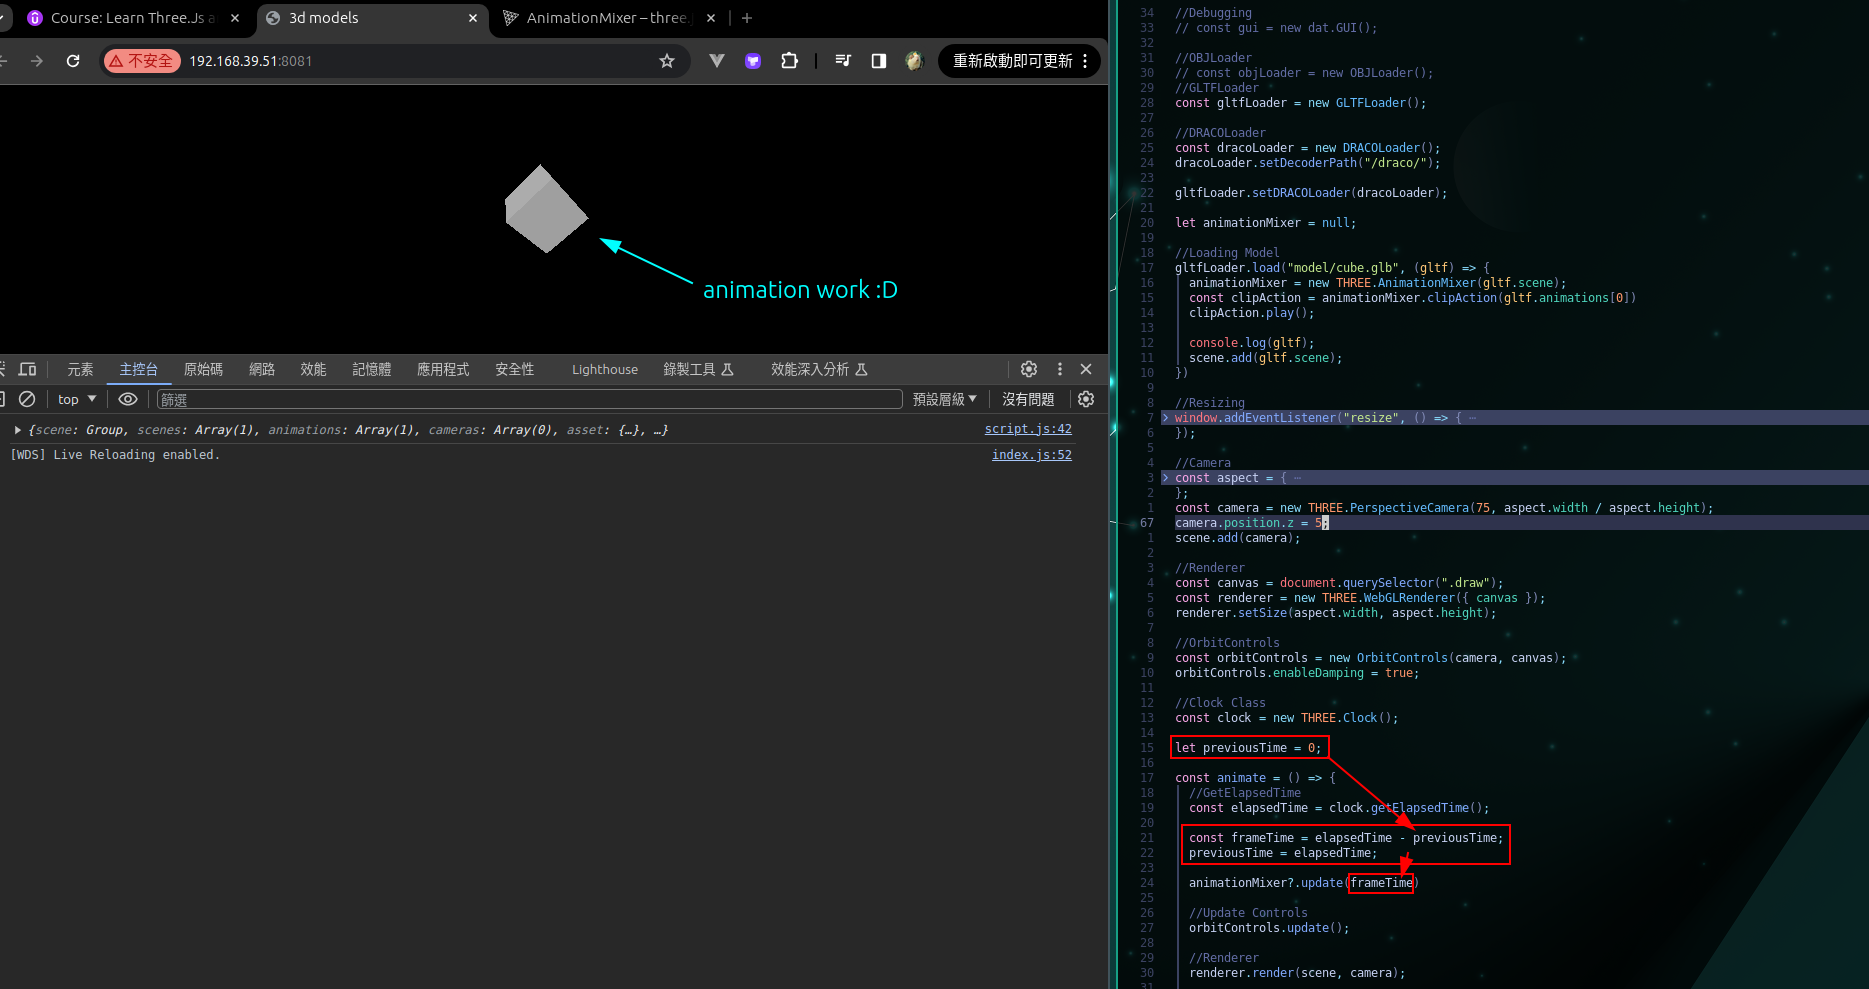 Course: Learn Three.Js a
3d models
AnimationMixer – three.j
不安全 192.168.39.51:8081
重新啟動即可更新
animation work :D
元素 主控台 原始碼 網路 效能 記憶體 應用程式 安全性 Lighthouse 錄製工具 效能深入分析
top 篩選 預設層級 沒有問題
{scene: Group, scenes: Array(1), animations: Array(1), cameras: Array(0), asset: {…}, …} script.js:42
[WDS] Live Reloading enabled. index.js:52
34 //Debugging
33 // const gui = new dat.GUI();
32
31 //OBJLoader
30 // const objLoader = new OBJLoader();
29 //GLTFLoader
28 const gltfLoader = new GLTFLoader();
27
26 //DRACOLoader
25 const dracoLoader = new DRACOLoader();
24 dracoLoader.setDecoderPath("/draco/");
23
22 gltfLoader.setDRACOLoader(dracoLoader);
21
20 let animationMixer = null;
19
18 //Loading Model
17 gltfLoader.load("model/cube.glb", (gltf) => {
16 animationMixer = new THREE.AnimationMixer(gltf.scene);
15 const clipAction = animationMixer.clipAction(gltf.animations[0])
14 clipAction.play();
13
12 console.log(gltf);
11 scene.add(gltf.scene);
10 })
9
8 //Resizing
7 window.addEventListener("resize", () => { ⋯
6 });
5
4 //Camera
3 const aspect = { ⋯
2 };
1 const camera = new THREE.PerspectiveCamera(75, aspect.width / aspect.height);
67 camera.position.z = 5;
1 scene.add(camera);
2
3 //Renderer
4 const canvas = document.querySelector(".draw");
5 const renderer = new THREE.WebGLRenderer({ canvas });
6 renderer.setSize(aspect.width, aspect.height);
7
8 //OrbitControls
9 const orbitControls = new OrbitControls(camera, canvas);
10 orbitControls.enableDamping = true;
11
12 //Clock Class
13 const clock = new THREE.Clock();
14
15 let previousTime = 0;
16
17 const animate = () => {
18 //GetElapsedTime
19 const elapsedTime = clock.getElapsedTime();
20
21 const frameTime = elapsedTime - previousTime;
22 previousTime = elapsedTime;
23
24 animationMixer?.update(frameTime)
25
26 //Update Controls
27 orbitControls.update();
28
29 //Renderer
30 renderer.render(scene, camera);
31